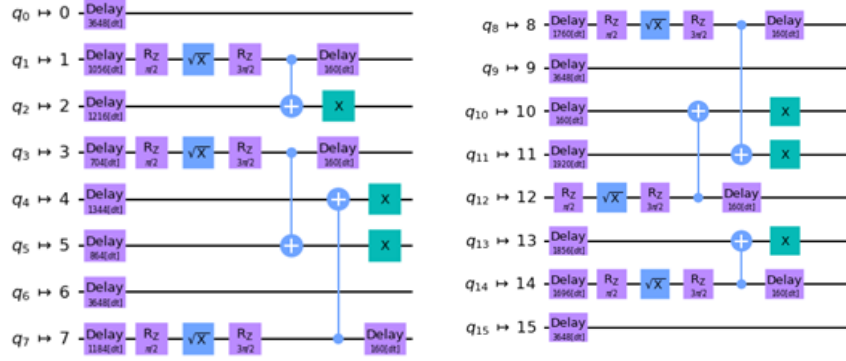 q0 ↦ 0 Delay 3648[dt]
q1 ↦ 1 Delay 1056[dt] RZ π/2 √X RZ 3π/2 Delay 160[dt]
q2 ↦ 2 Delay 1216[dt] X
q3 ↦ 3 Delay 704[dt] RZ π/2 √X RZ 3π/2 Delay 160[dt]
q4 ↦ 4 Delay 1344[dt] X
q5 ↦ 5 Delay 864[dt] X
q6 ↦ 6 Delay 3648[dt]
q7 ↦ 7 Delay 1184[dt] RZ π/2 √X RZ 3π/2 Delay 160[dt]
q8 ↦ 8 Delay 1760[dt] RZ π/2 √X RZ 3π/2 Delay 160[dt]
q9 ↦ 9 Delay 3648[dt]
q10 ↦ 10 Delay 160[dt] X
q11 ↦ 11 Delay 1920[dt] X
q12 ↦ 12 RZ π/2 √X RZ 3π/2 Delay 160[dt]
q13 ↦ 13 Delay 1856[dt] X
q14 ↦ 14 Delay 1696[dt] RZ π/2 √X RZ 3π/2 Delay 160[dt]
q15 ↦ 15 Delay 3648[dt]